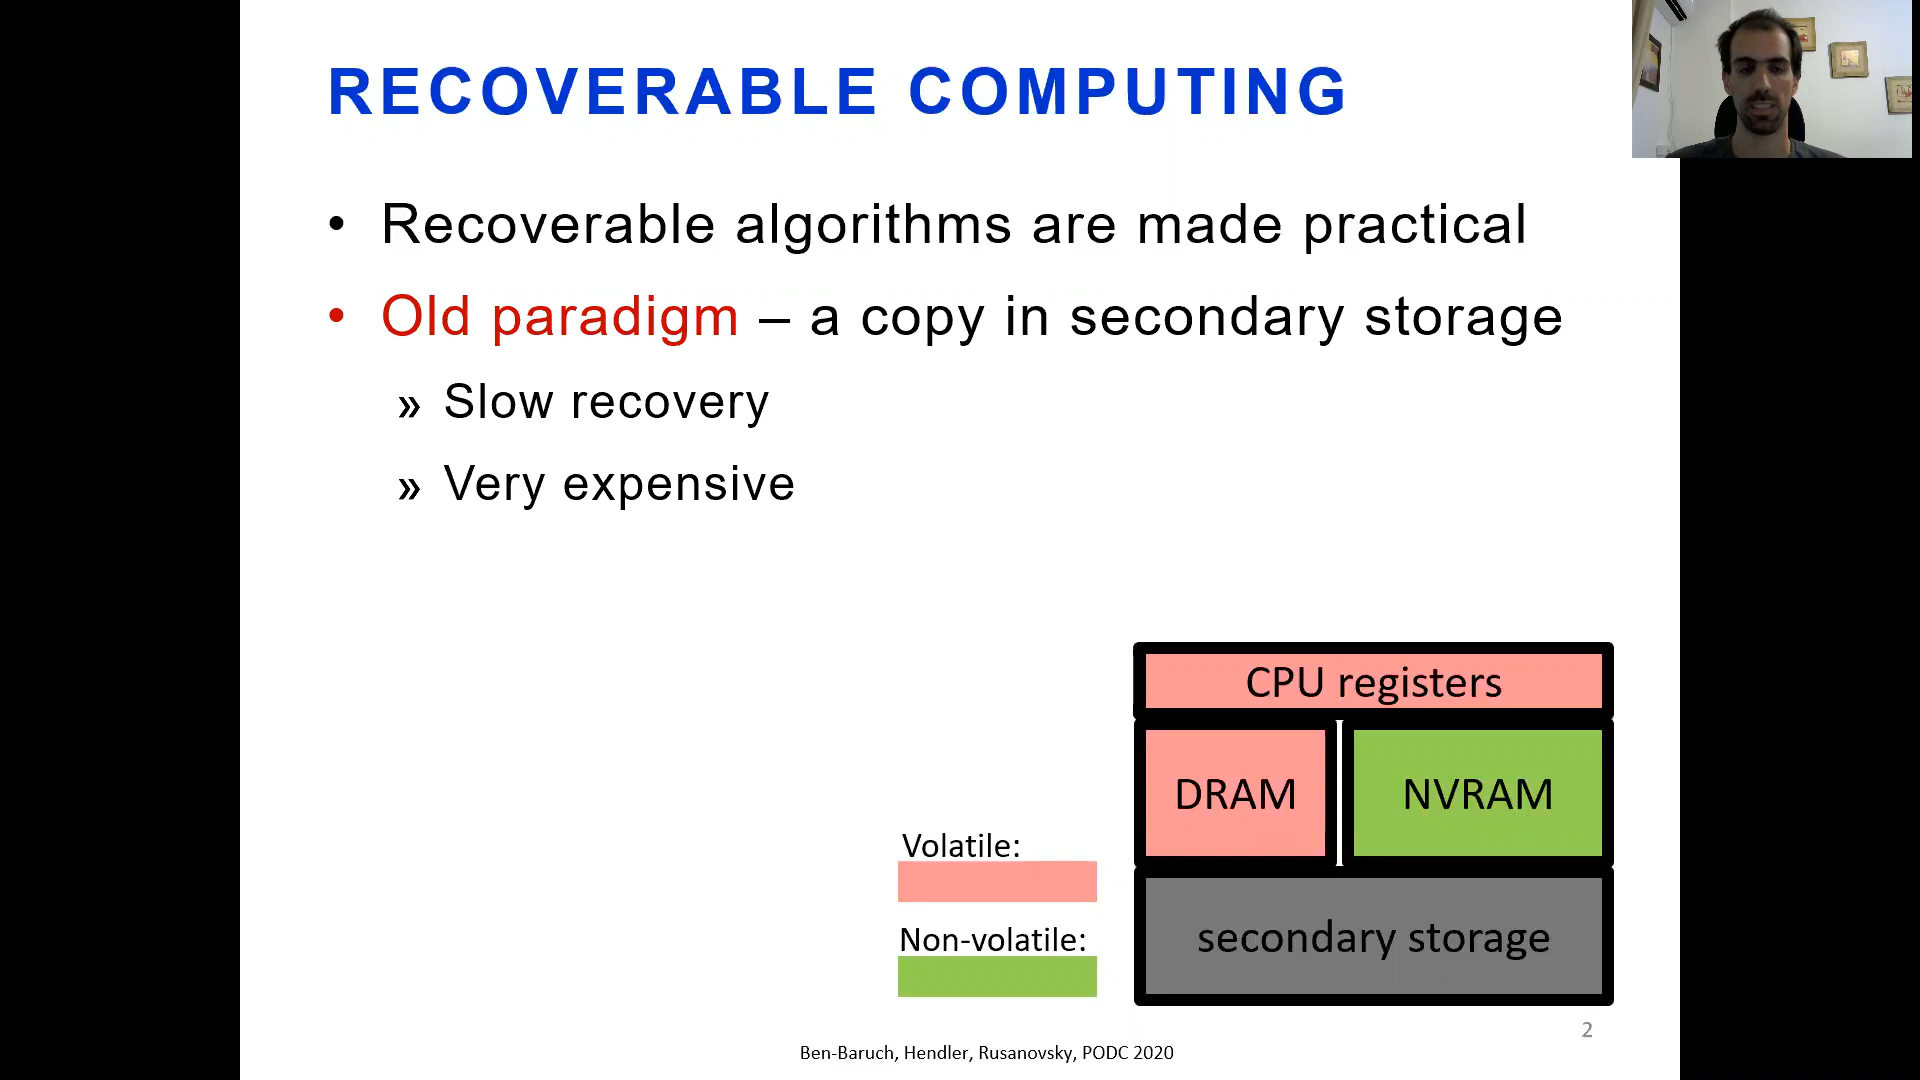 RECOVERABLE COMPUTING
• Recoverable algorithms are made practical
• Old paradigm – a copy in secondary storage
» Slow recovery
» Very expensive
CPU registers
DRAM
NVRAM
Volatile:
Non-volatile:
secondary storage
2
Ben-Baruch, Hendler, Rusanovsky, PODC 2020